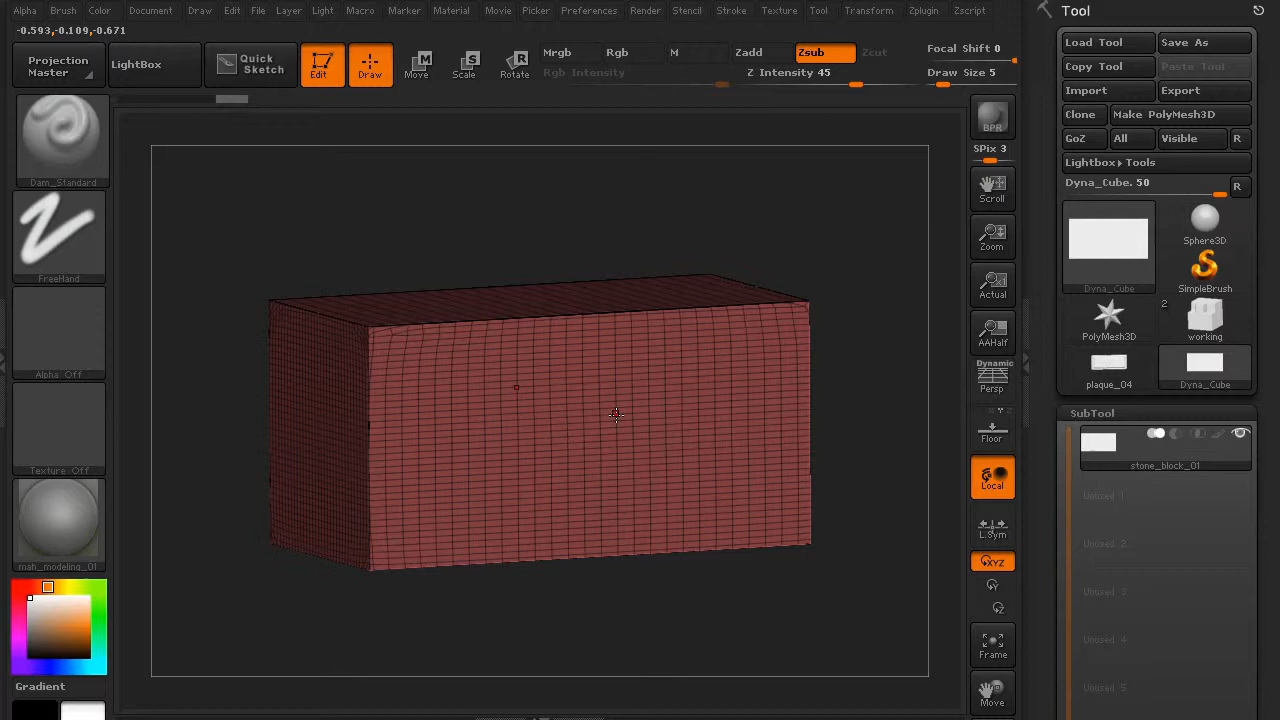 Alpha Brush Color Document Draw Edit File Layer Light Macro Marker Material Movie Picker Preferences Render Stencil Stroke Texture Tool Transform Zplugin Zscript
Tool
-0.593,-0.109,-0.671
Projection
Master
LightBox
Quick
Sketch
Edit
Draw
Move
Scale
Rotate
Mrgb Rgb M Zadd Zsub Zcut
Rgb Intensity
Z Intensity 45
Focal Shift 0
Draw Size 5
Load Tool Save As
Copy Tool Paste Tool
Import Export
Clone Make PolyMesh3D
GoZ All Visible R
Lightbox▸Tools
Dyna_Cube. 50 R
Dyna_Cube
Sphere3D
SimpleBrush
PolyMesh3D
2
working
plaque_04
Dyna_Cube
SubTool
stone_block_01
Unused 1
Unused 2
Unused 3
Unused 4
Unused 5
Dam_Standard
FreeHand
Alpha Off
Texture Off
mah_modeling_01
Gradient
BPR
SPix 3
Scroll
Zoom
Actual
AAHalf
Dynamic
Persp
Floor
Local
L.Sym
XYZ
Y
Z
Frame
Move